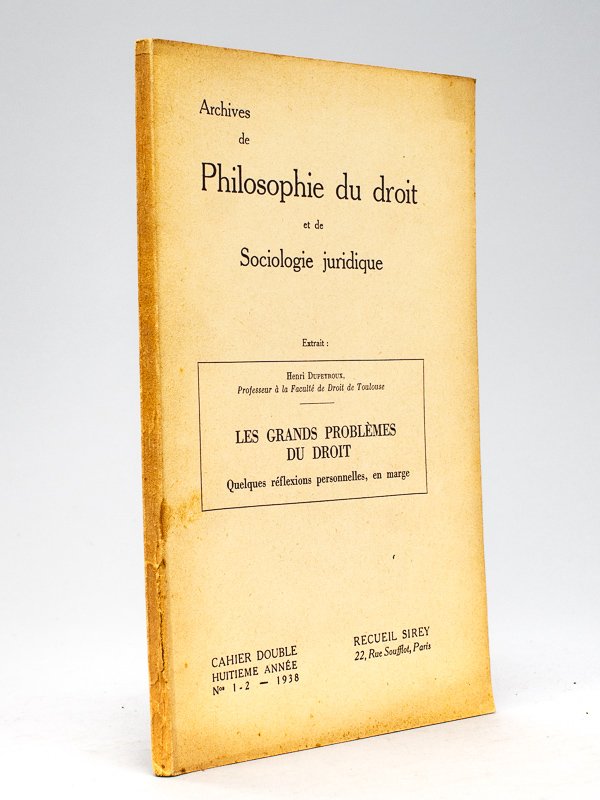 Archives
de
Philosophie du droit
et de
Sociologie juridique
Extrait :
Henri DUPEYROUX,
Professeur à la Faculté de Droit de Toulouse
LES GRANDS PROBLÈMES
DU DROIT
Quelques réflexions personnelles, en marge
CAHIER DOUBLE
HUITIEME ANNÉE
Nos 1-2 — 1938
RECUEIL SIREY
22, Rue Soufflot, Paris